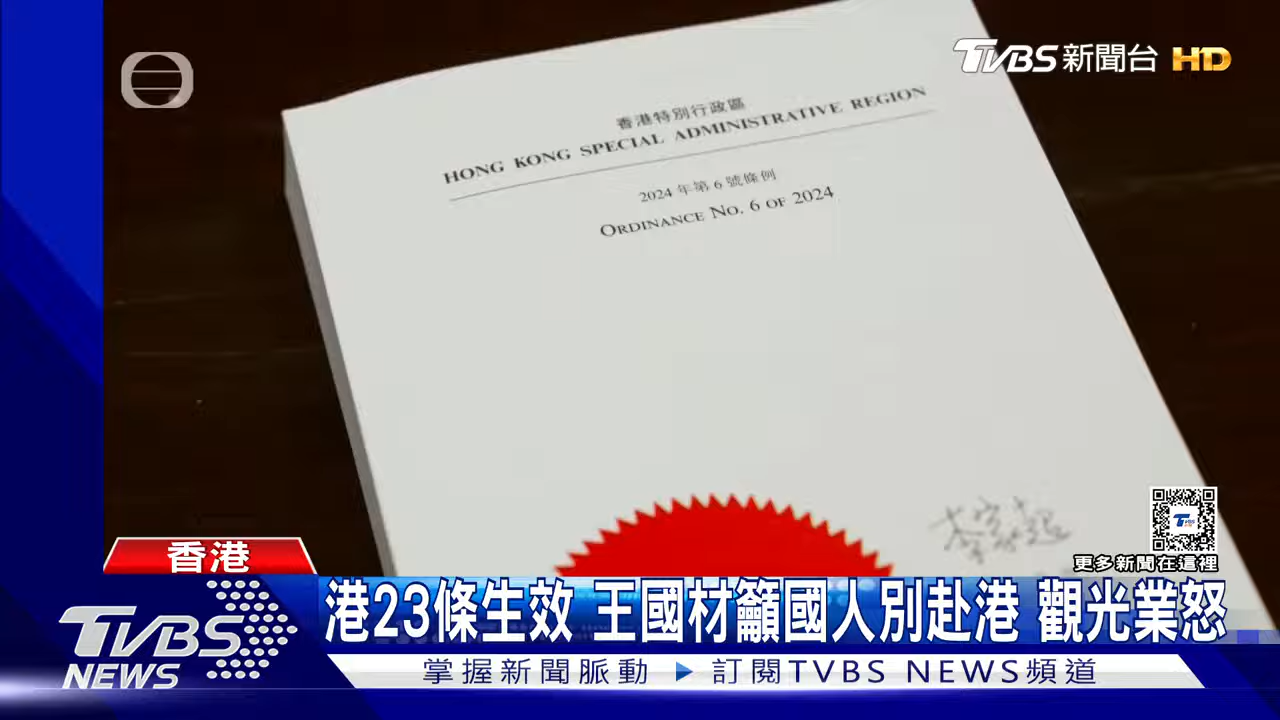 TVBS新聞台 HD
香港特別行政區
HONG KONG SPECIAL ADMINISTRATIVE REGION
2024 年第 6 號條例
ORDINANCE NO. 6 OF 2024
李家超
更多新聞在這裡
香港
港23條生效 王國材籲國人別赴港 觀光業怒
TVBS NEWS
掌握新聞脈動 ▶ 訂閱TVBS NEWS頻道